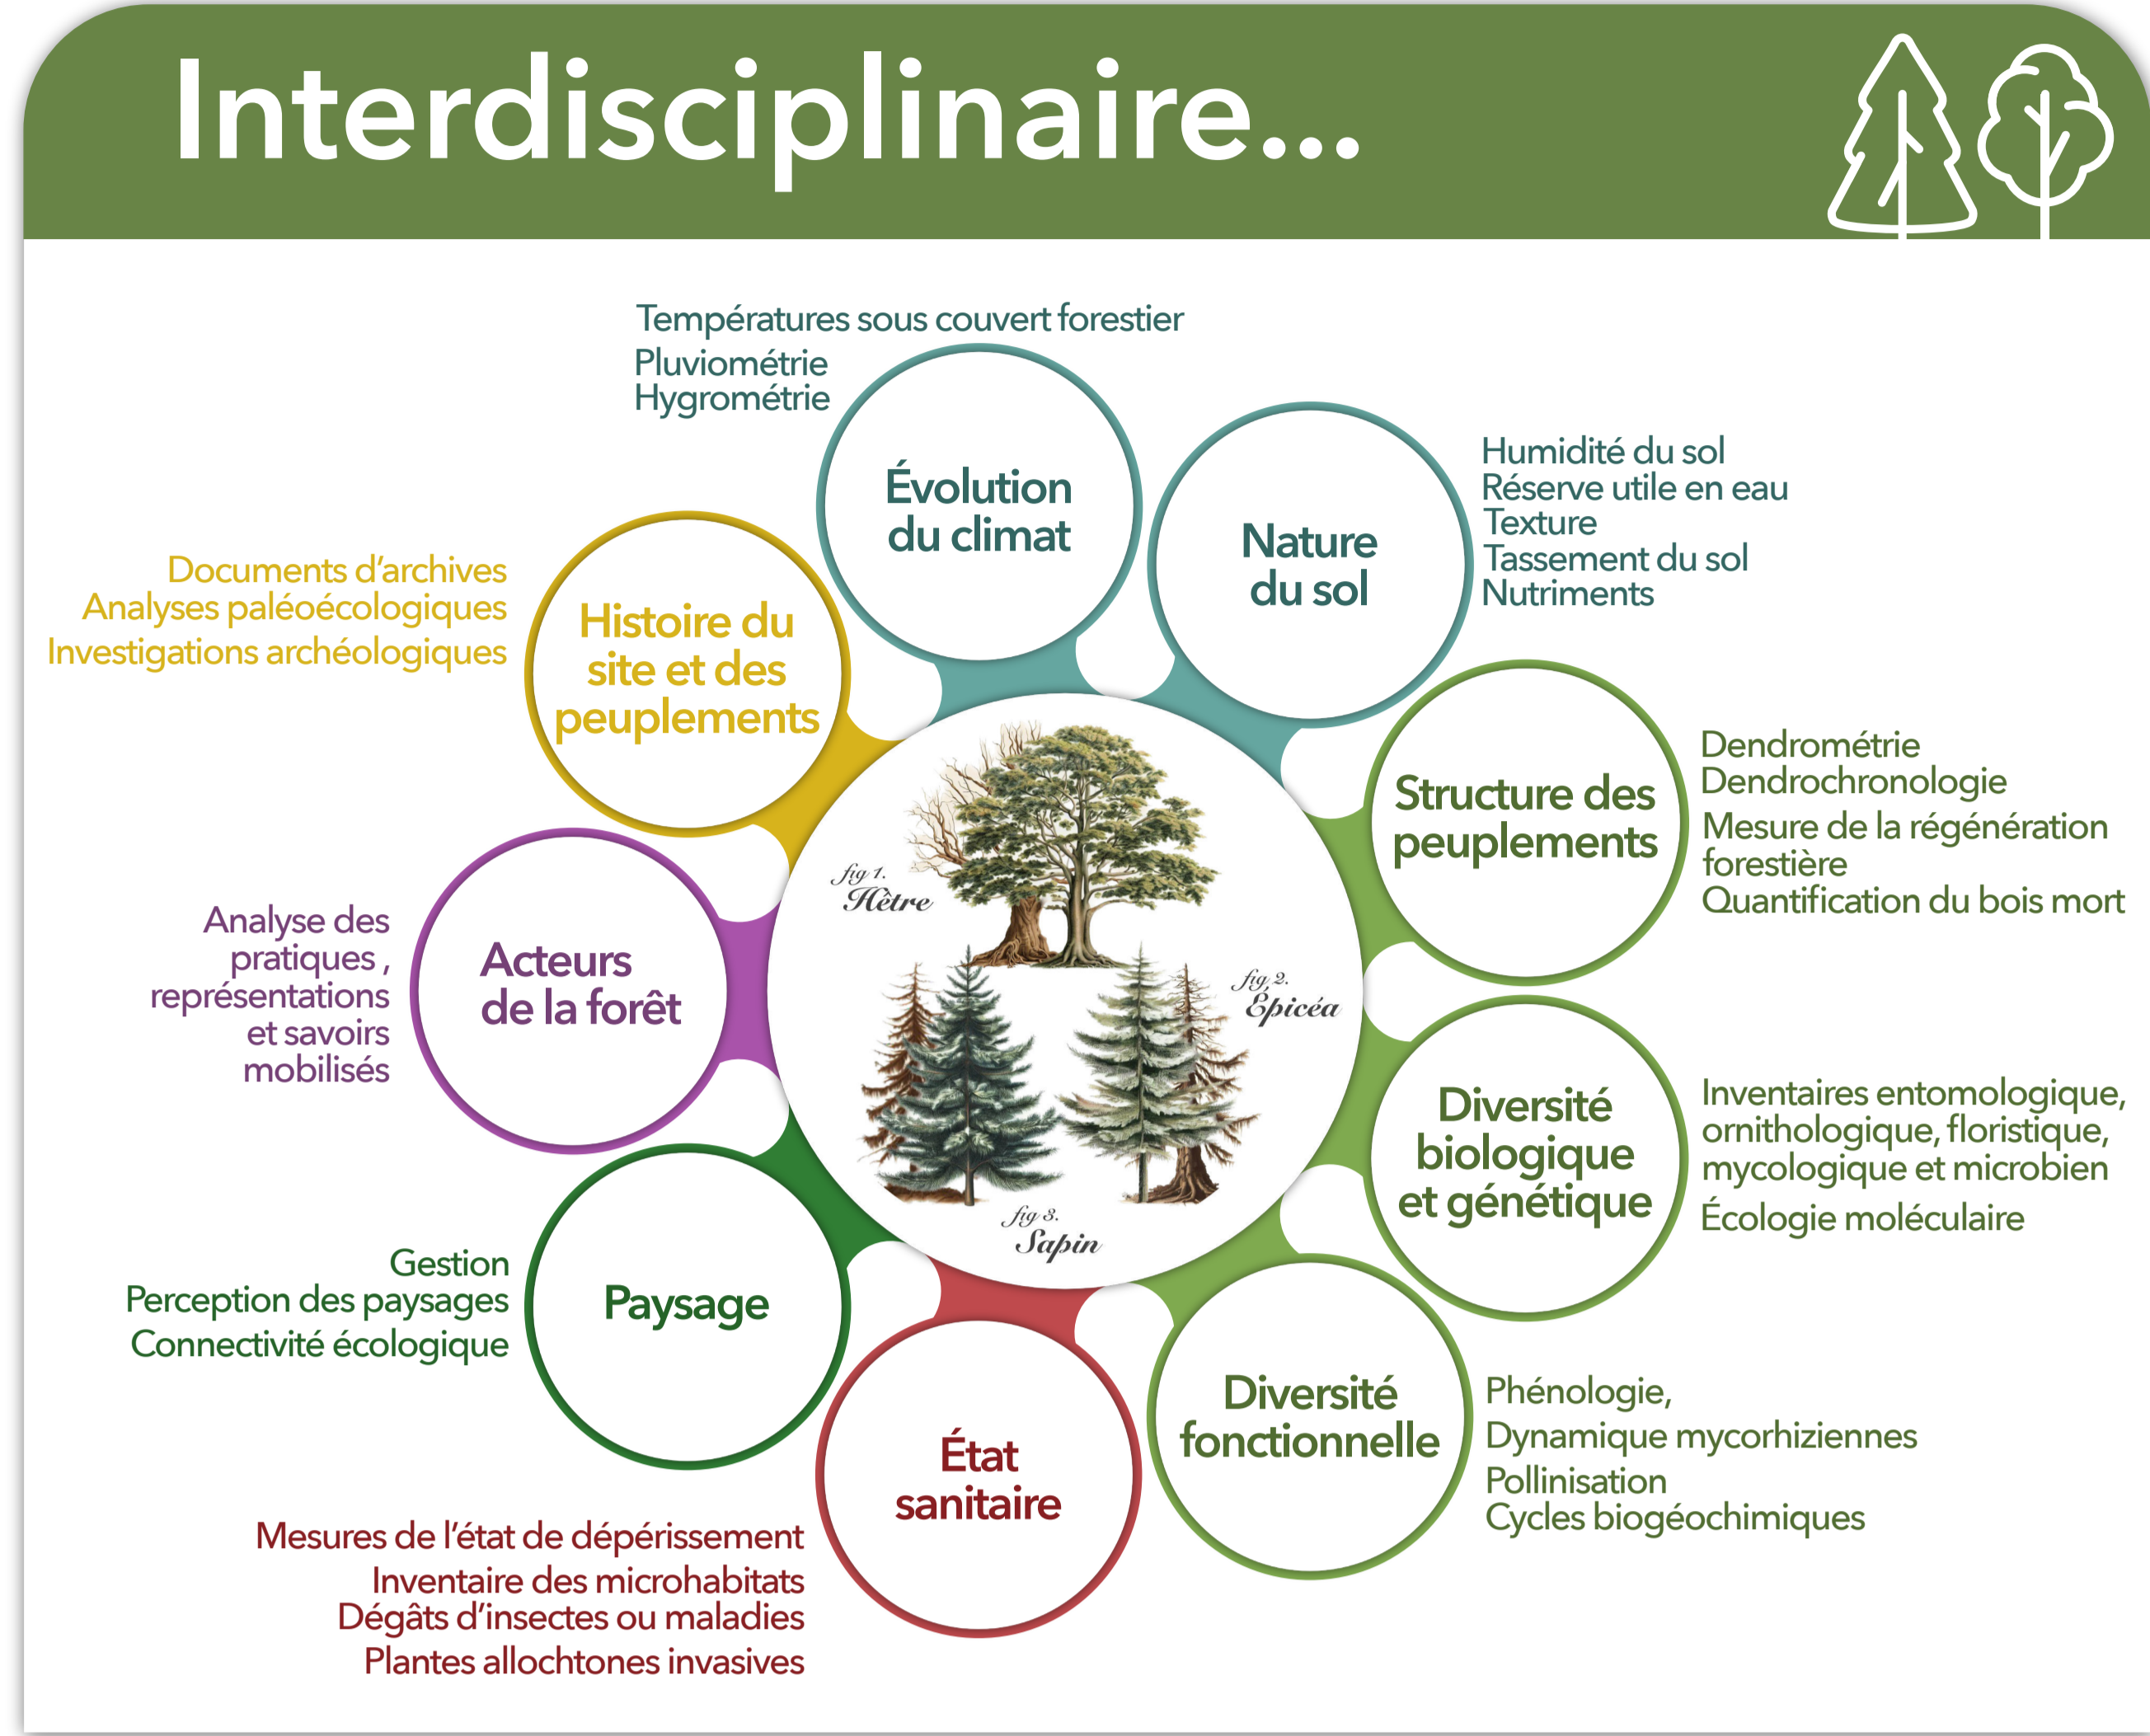 Interdisciplinaire...
Températures sous couvert forestier
Pluviométrie
Hygrométrie
Évolution
du climat
Nature
du sol
Humidité du sol
Réserve utile en eau
Texture
Tassement du sol
Nutriments
Structure des
peuplements
Dendrométrie
Dendrochronologie
Mesure de la régénération
forestière
Quantification du bois mort
Diversité
biologique
et génétique
Inventaires entomologique,
ornithologique, floristique,
mycologique et microbien
Écologie moléculaire
Diversité
fonctionnelle
Phénologie,
Dynamique mycorhiziennes
Pollinisation
Cycles biogéochimiques
État
sanitaire
Mesures de l'état de dépérissement
Inventaire des microhabitats
Dégâts d'insectes ou maladies
Plantes allochtones invasives
Paysage
Gestion
Perception des paysages
Connectivité écologique
Acteurs
de la forêt
Analyse des
pratiques ,
représentations
et savoirs
mobilisés
Histoire du
site et des
peuplements
Documents d'archives
Analyses paléoécologiques
Investigations archéologiques
fig 1.
Hêtre
fig 2.
Épicéa
fig 3.
Sapin